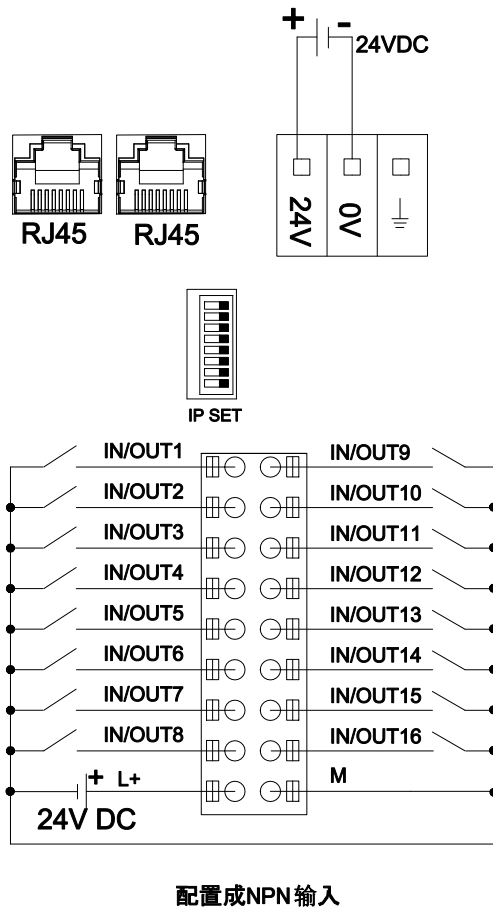 + -
24VDC
RJ45 RJ45
24V 0V
IP SET
IN/OUT1 IN/OUT9
IN/OUT2 IN/OUT10
IN/OUT3 IN/OUT11
IN/OUT4 IN/OUT12
IN/OUT5 IN/OUT13
IN/OUT6 IN/OUT14
IN/OUT7 IN/OUT15
IN/OUT8 IN/OUT16
+ L+ M
24V DC
配置成NPN输入